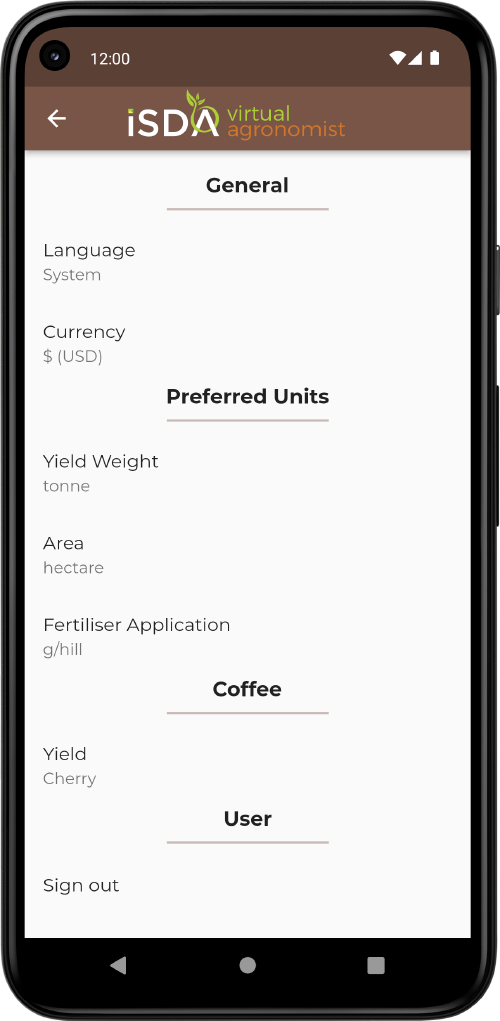 12:00
iSDA virtual
agronomist
General
Language
System
Currency
$ (USD)
Preferred Units
Yield Weight
tonne
Area
hectare
Fertiliser Application
g/hill
Coffee
Yield
Cherry
User
Sign out